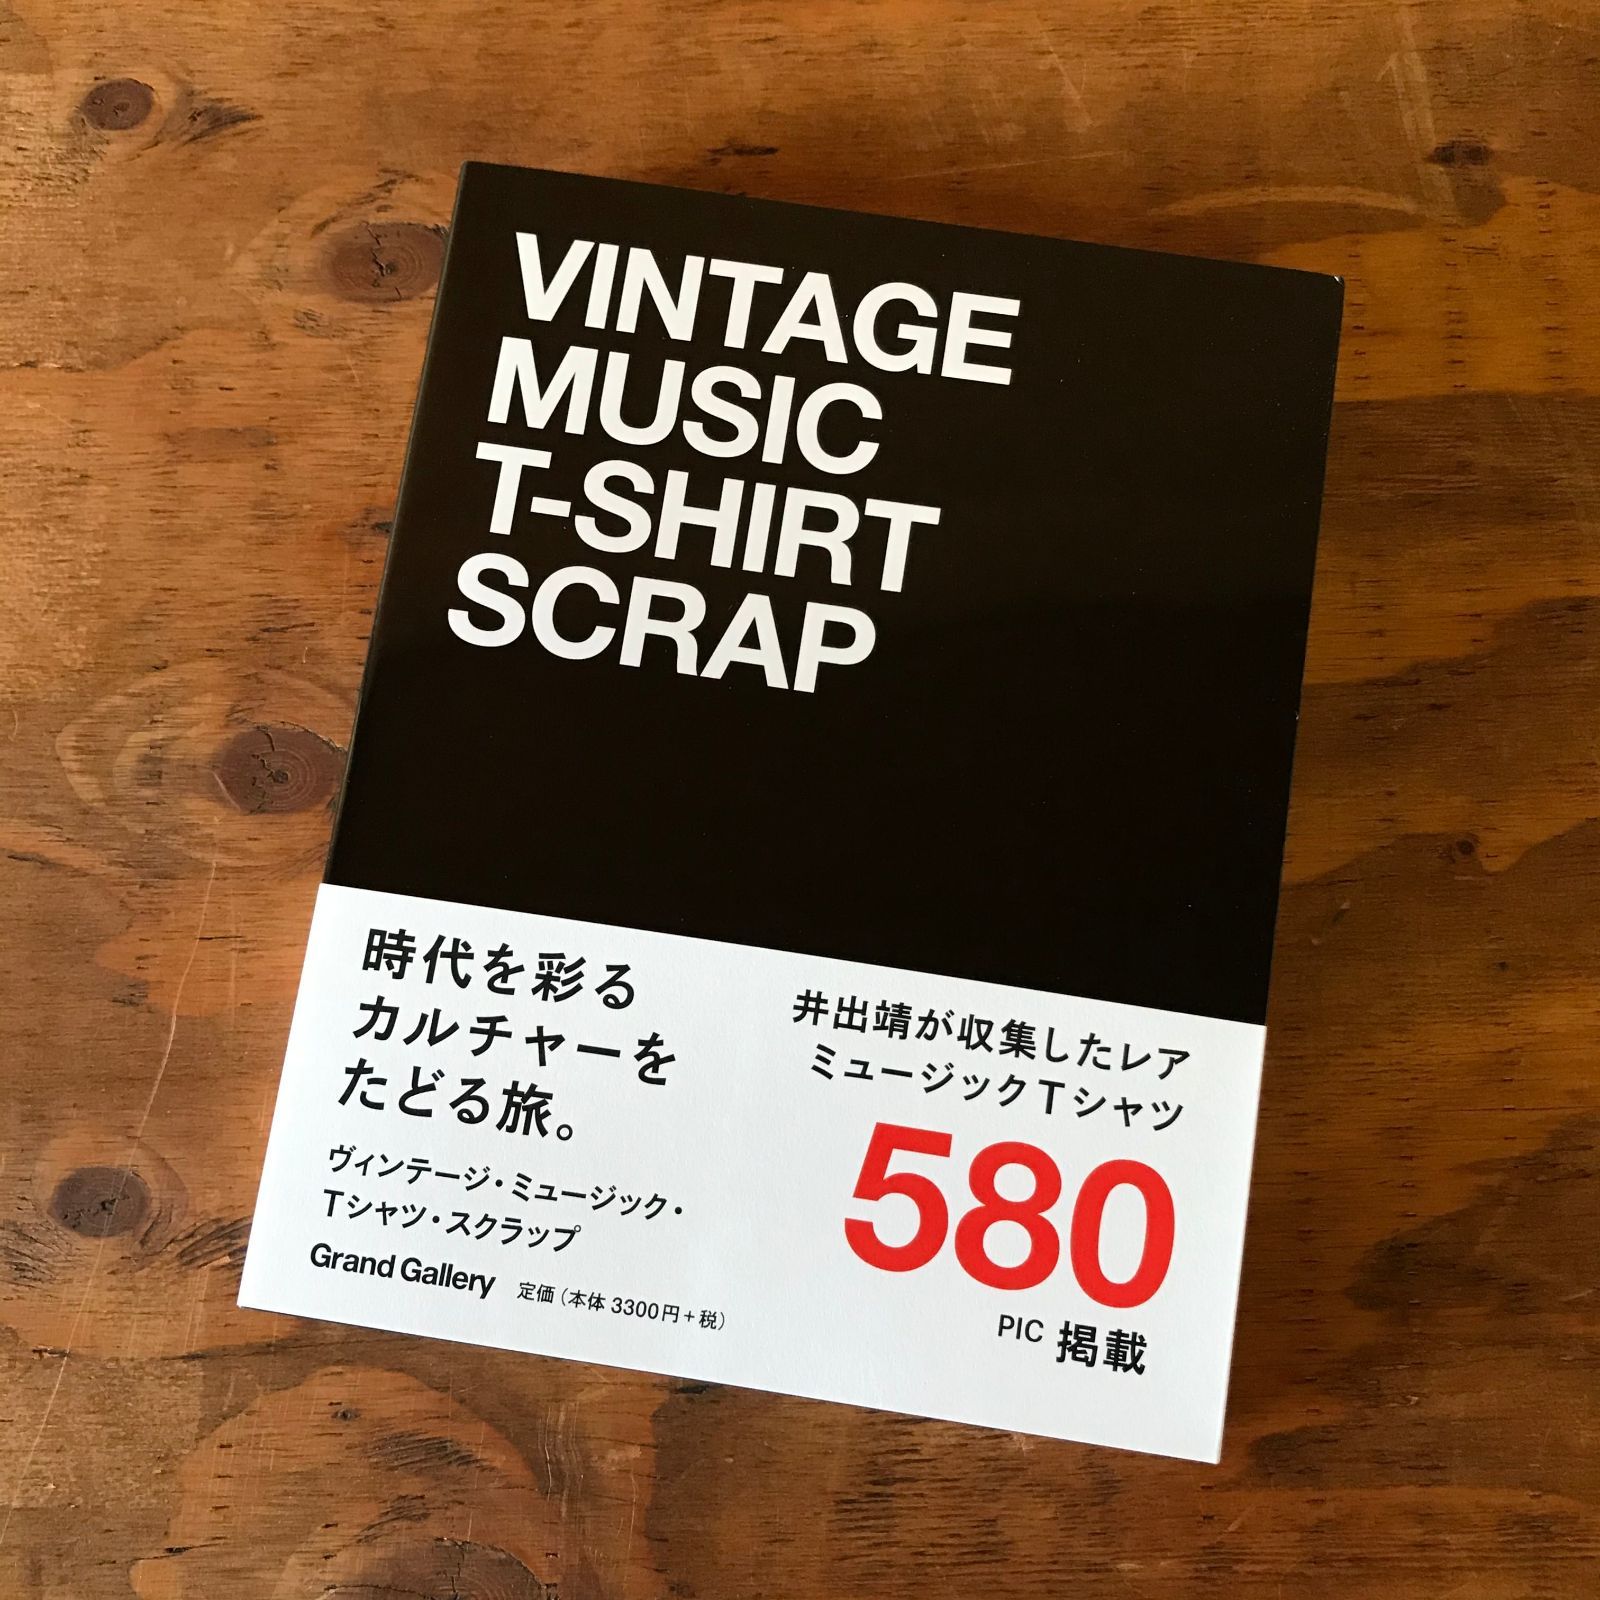 VINTAGE
MUSIC
T-SHIRT
SCRAP
時代を彩る
カルチャーを
たどる旅。
ヴィンテージ・ミュージック・
Tシャツ・スクラップ
Grand Gallery 定価（本体 3300円＋税）
井出靖が収集したレア
ミュージックTシャツ
580
PIC 掲載